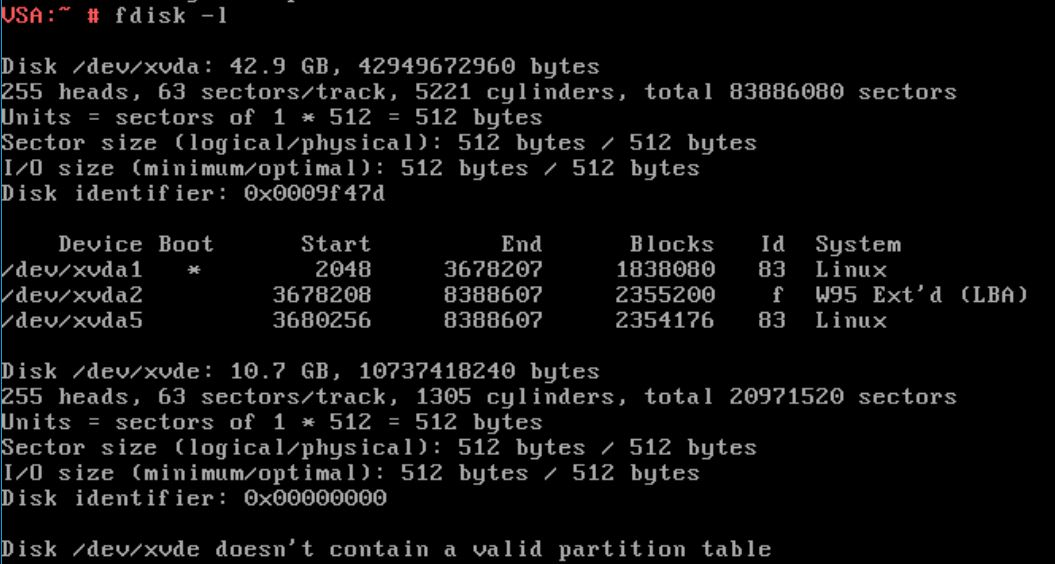 VSA:~ # fdisk -l
Disk /dev/xvda: 42.9 GB, 42949672960 bytes
255 heads, 63 sectors/track, 5221 cylinders, total 83886080 sectors
Units = sectors of 1 * 512 = 512 bytes
Sector size (logical/physical): 512 bytes / 512 bytes
I/O size (minimum/optimal): 512 bytes / 512 bytes
Disk identifier: 0x0009f47d
Device Boot Start End Blocks Id System
/dev/xvda1 * 2048 3678207 1838080 83 Linux
/dev/xvda2 3678208 8388607 2355200 f W95 Ext'd (LBA)
/dev/xvda5 3680256 8388607 2354176 83 Linux
Disk /dev/xvde: 10.7 GB, 10737418240 bytes
255 heads, 63 sectors/track, 1305 cylinders, total 20971520 sectors
Units = sectors of 1 * 512 = 512 bytes
Sector size (logical/physical): 512 bytes / 512 bytes
I/O size (minimum/optimal): 512 bytes / 512 bytes
Disk identifier: 0x00000000
Disk /dev/xvde doesn't contain a valid partition table